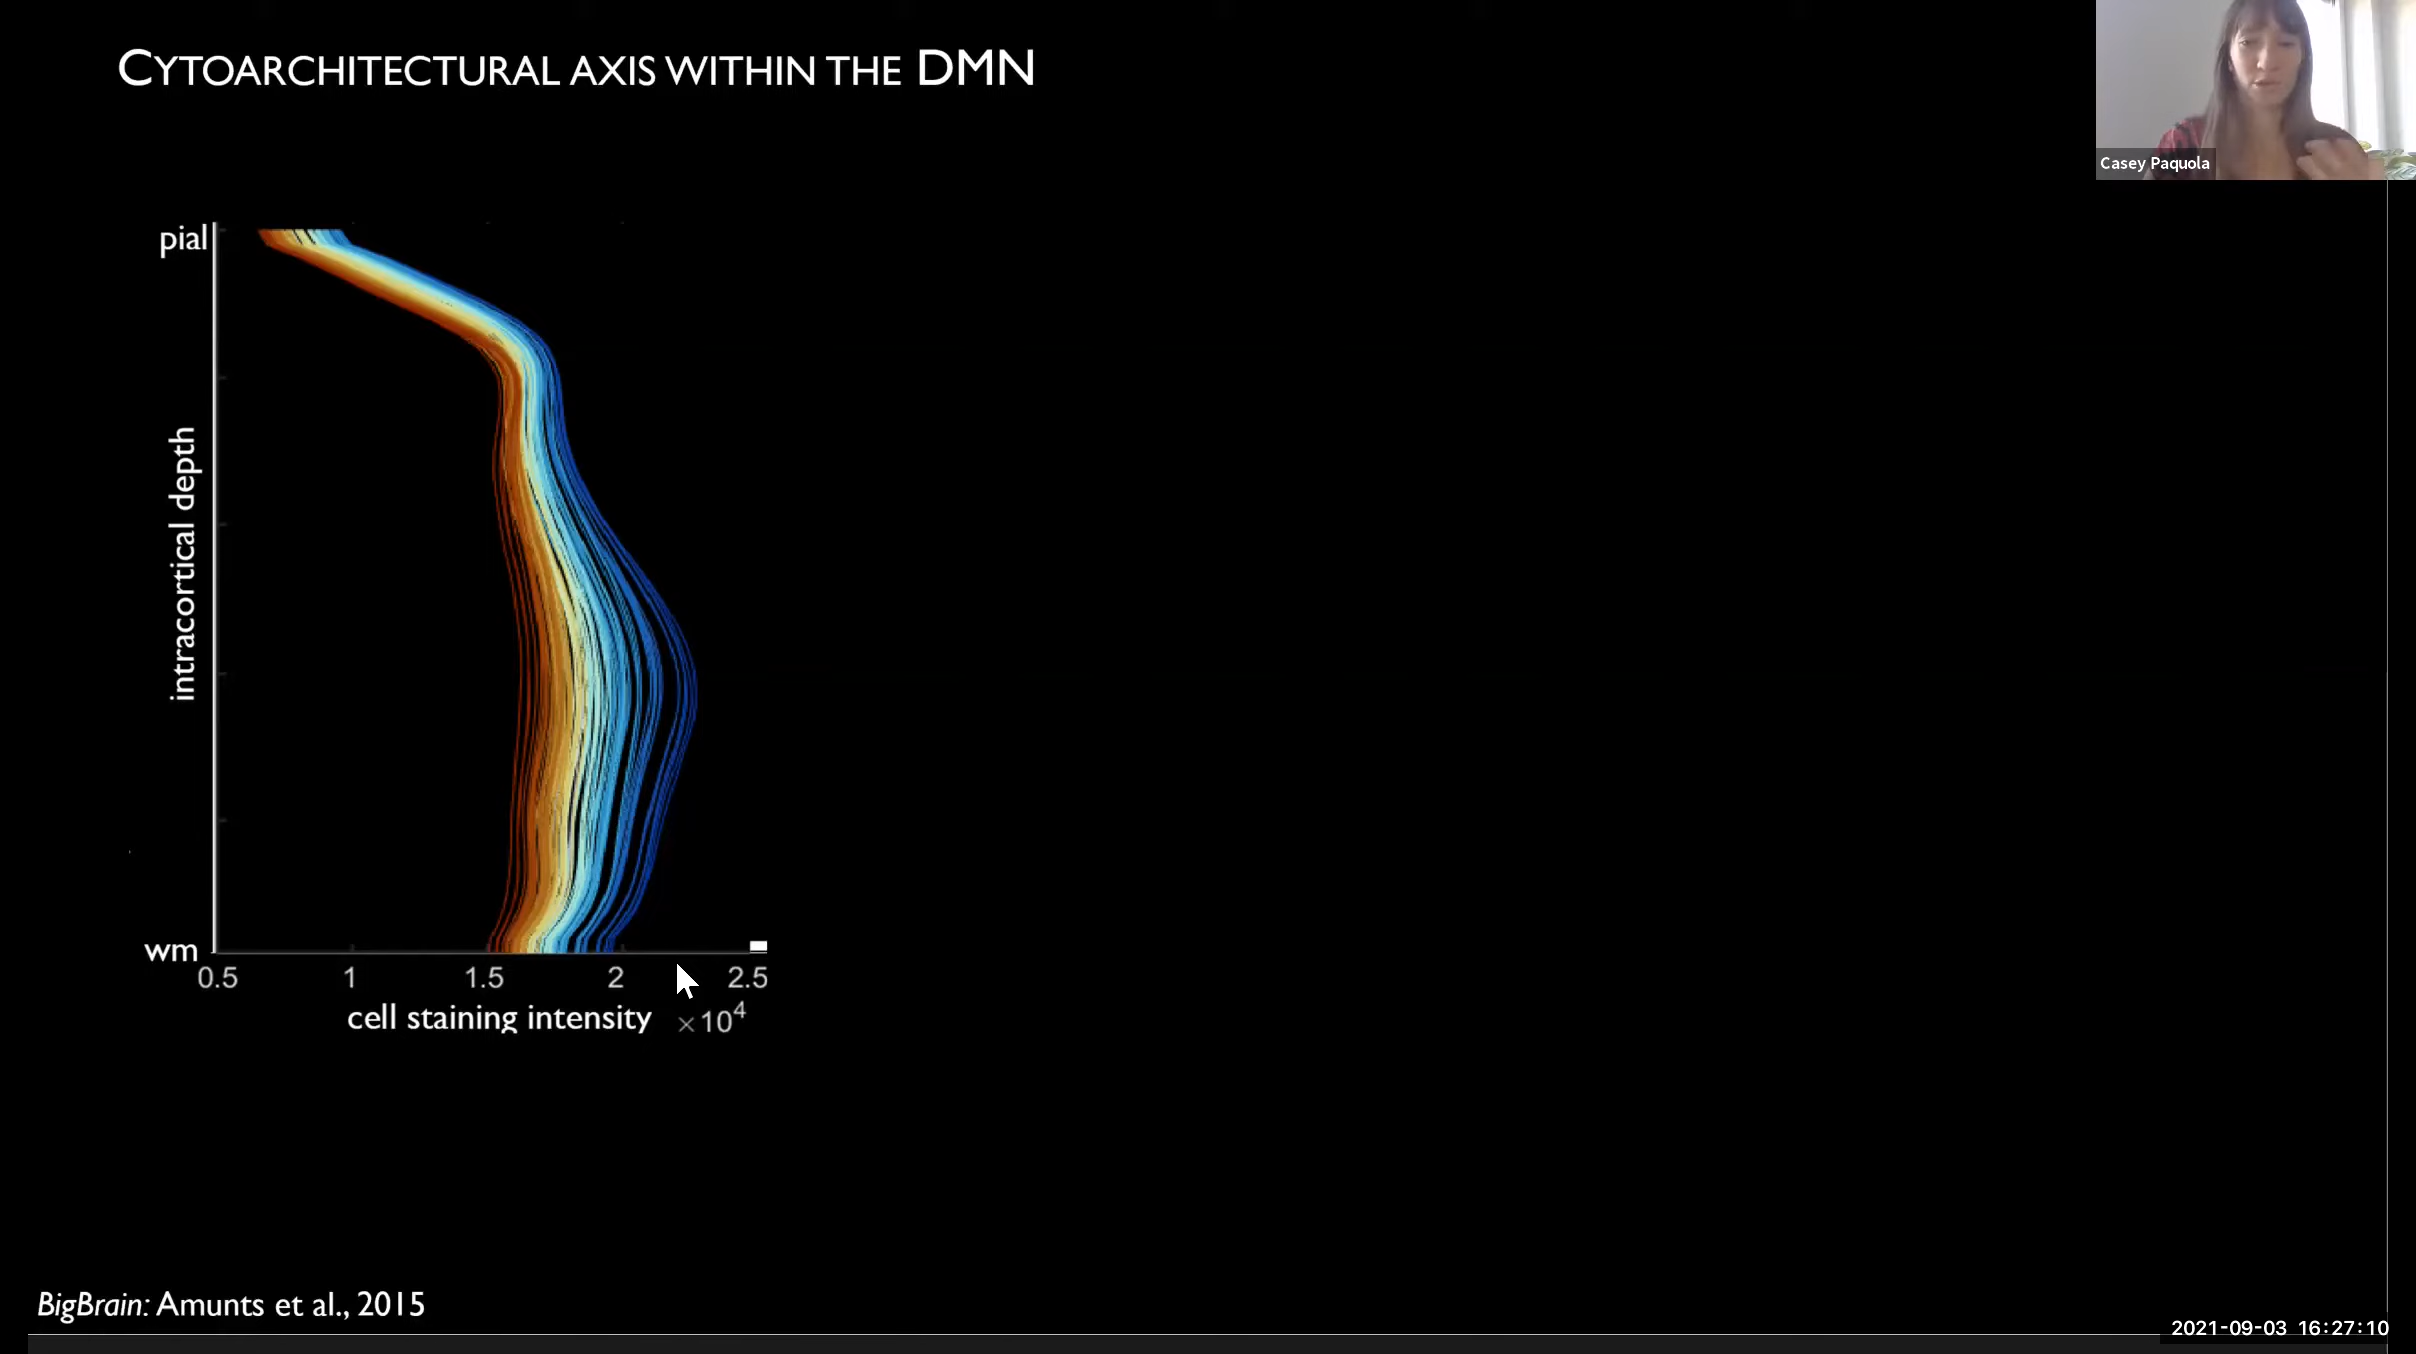 CYTOARCHITECTURAL AXIS WITHIN THE DMN
Casey Paquola
pial
intracortical depth
wm
0.5 1 1.5 2 2.5
cell staining intensity ×10⁴
BigBrain: Amunts et al., 2015
2021-09-03 16:27:10